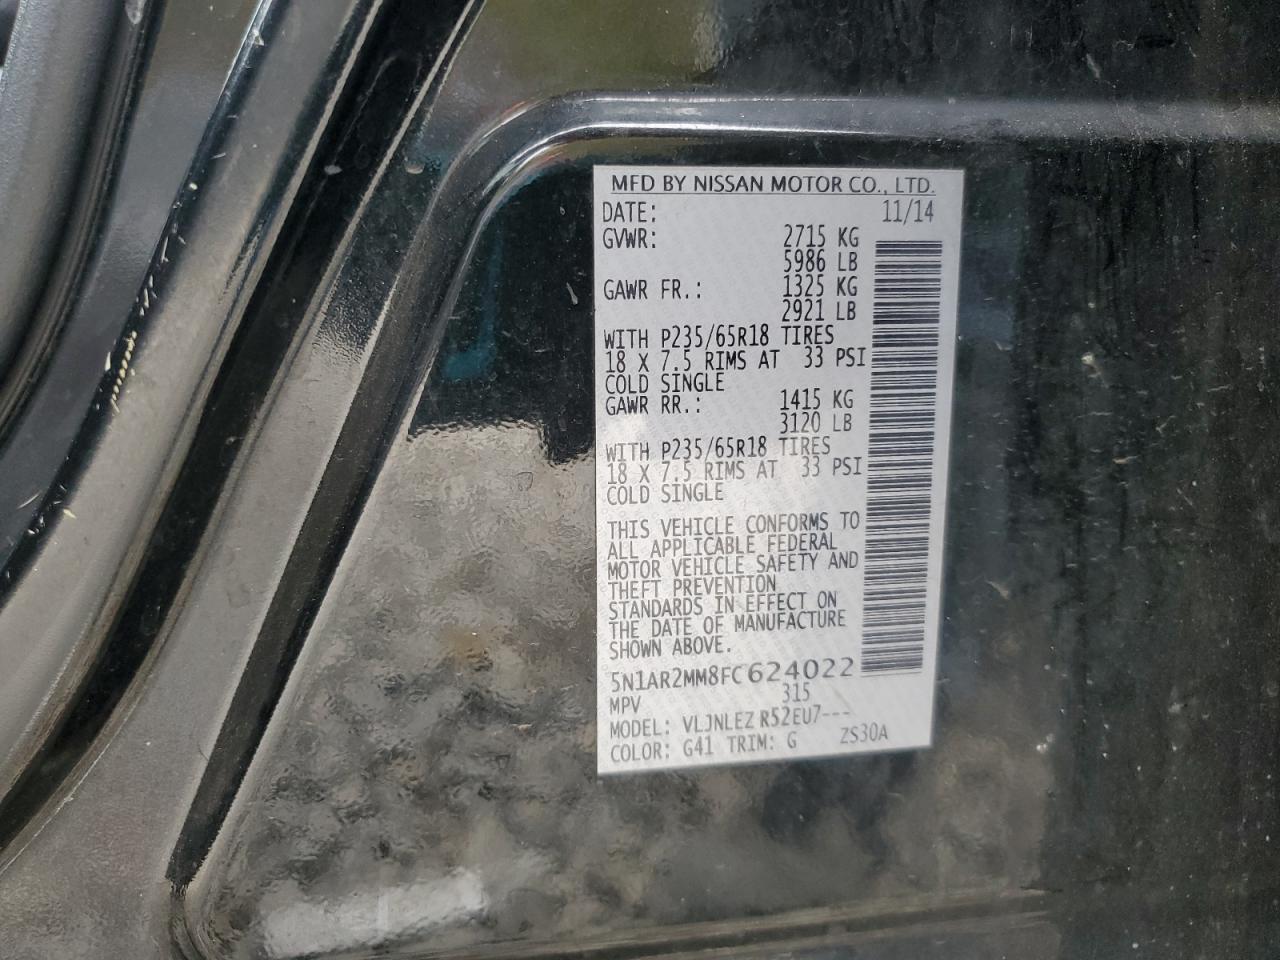 MFD BY NISSAN MOTOR CO., LTD.
DATE: 11/14
GVWR: 2715 KG
5986 LB
GAWR FR.: 1325 KG
2921 LB
WITH P235/65R18 TIRES
18 X 7.5 RIMS AT 33 PSI
COLD SINGLE
GAWR RR.: 1415 KG
3120 LB
WITH P235/65R18 TIRES
18 X 7.5 RIMS AT 33 PSI
COLD SINGLE
THIS VEHICLE CONFORMS TO
ALL APPLICABLE FEDERAL
MOTOR VEHICLE SAFETY AND
THEFT PREVENTION
STANDARDS IN EFFECT ON
THE DATE OF MANUFACTURE
SHOWN ABOVE.
5N1AR2MM8FC624022
MPV 315
MODEL: VLJNLEZ R52EU7---
COLOR: G41 TRIM: G ZS30A